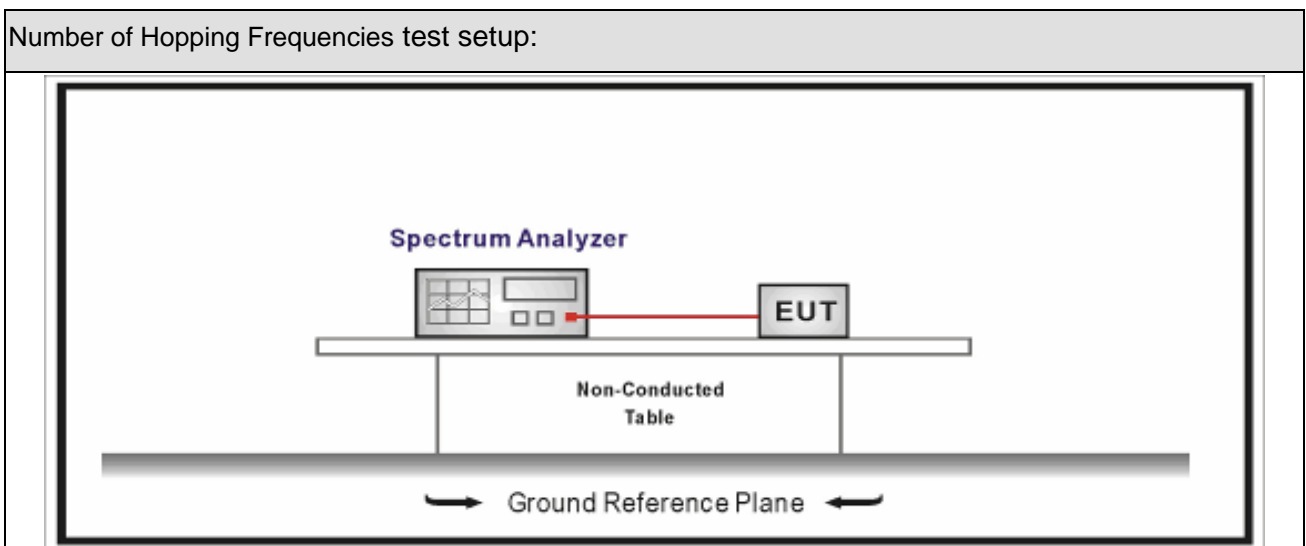 Number of Hopping Frequencies test setup:
Spectrum Analyzer
EUT
Non-Conducted
Table
Ground Reference Plane